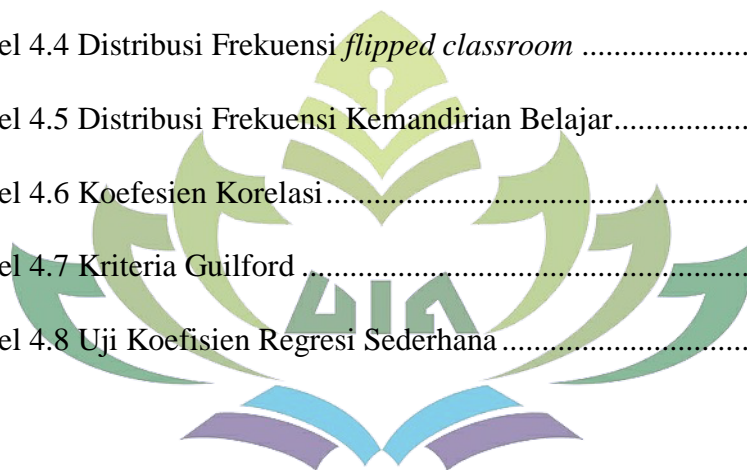 el 4.4 Distribusi Frekuensi flipped classroom ....................
el 4.5 Distribusi Frekuensi Kemandirian Belajar................
el 4.6 Koefesien Korelasi.....................................................
el 4.7 Kriteria Guilford ........................................................
el 4.8 Uji Koefisien Regresi Sederhana ...............................
UIN